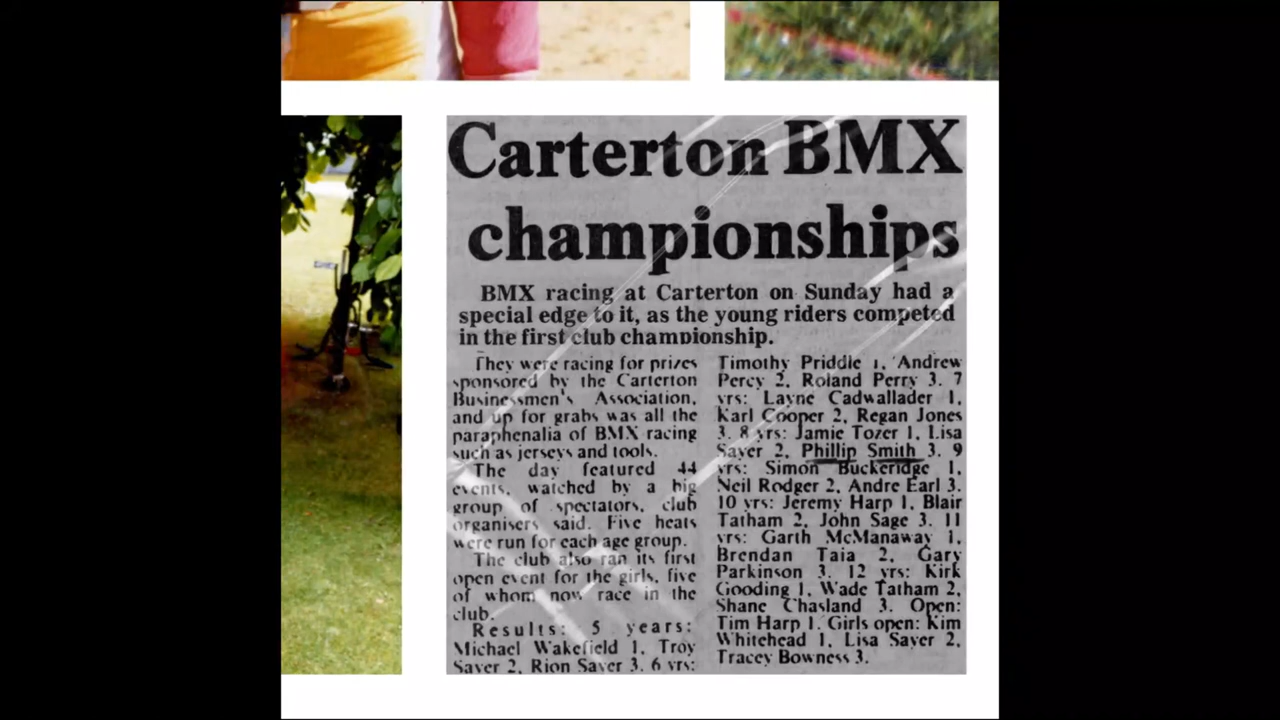 Carterton BMX
championships
BMX racing at Carterton on Sunday had a
special edge to it, as the young riders competed
in the first club championship.
They were racing for prizes
sponsored by the Carterton
Businessmen's Association,
and up for grabs was all the
paraphenalia of BMX racing
such as jerseys and tools.
The day featured 44
events, watched by a big
group of spectators, club
organisers said. Five heats
were run for each age group.
The club also ran its first
open event for the girls, five
of whom now race in the
club.
Results: 5 years:
Michael Wakefield 1, Troy
Sayer 2, Rion Sayer 3. 6 yrs:
Timothy Priddle 1, Andrew
Percy 2, Roland Perry 3. 7
yrs: Layne Cadwallader 1,
Karl Cooper 2, Regan Jones
3. 8 yrs: Jamie Tozer 1, Lisa
Sayer 2, Phillip Smith 3. 9
yrs: Simon Buckeridge 1,
Neil Rodger 2, Andre Earl 3.
10 yrs: Jeremy Harp 1, Blair
Tatham 2, John Sage 3. 11
yrs: Garth McManaway 1,
Brendan Taia 2, Gary
Parkinson 3. 12 yrs: Kirk
Gooding 1, Wade Tatham 2,
Shane Chasland 3. Open:
Tim Harp 1. Girls open: Kim
Whitehead 1, Lisa Sayer 2,
Tracey Bowness 3.